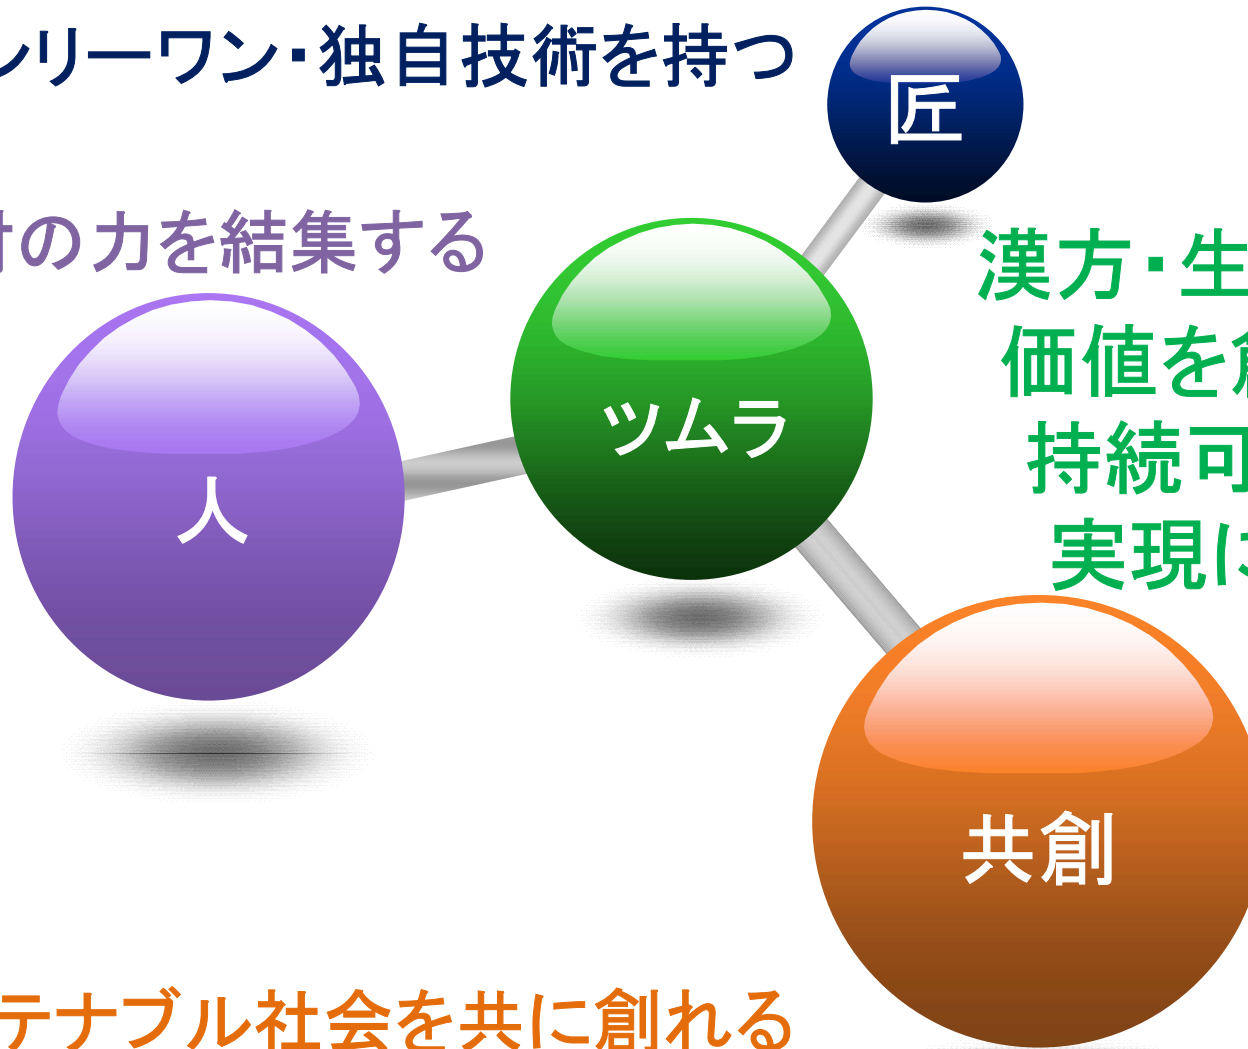 ンリーワン・独自技術を持つ
匠
の力を結集する
漢方・生
価値を
持続可
実現に
ツムラ
人
共創
テナブル社会を共に創れる